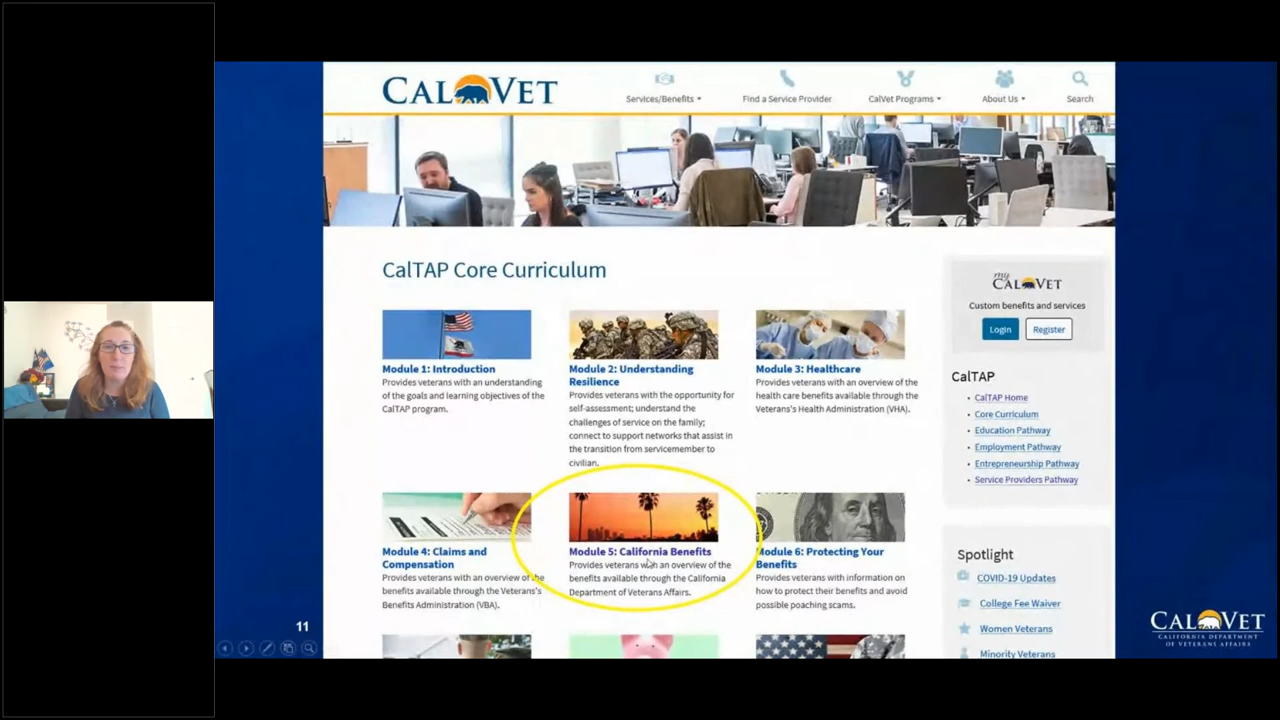 CAL VET
Services/Benefits
Find a Service Provider
CalVet Programs
About Us
Search
CalTAP Core Curriculum
Module 1: Introduction
Provides veterans with an understanding
of the goals and learning objectives of the
CalTAP program.
Module 2: Understanding
Resilience
Provides veterans with the opportunity for
self-assessment; understand the
challenges of service on the family;
connect to support networks that assist in
the transition from servicemember to
civilian.
Module 3: Healthcare
Provides veterans with an overview of the
health care benefits available through the
Veterans's Health Administration (VHA).
Module 4: Claims and
Compensation
Provides veterans with an overview of the
benefits available through the Veterans's
Benefits Administration (VBA).
Module 5: California Benefits
Provides veterans with an overview of the
benefits available through the California
Department of Veterans Affairs.
Module 6: Protecting Your
Benefits
Provides veterans with information on
how to protect their benefits and avoid
possible poaching scams.
my
CAL VET
Custom benefits and services
Login
Register
CalTAP
CalTAP Home
Core Curriculum
Education Pathway
Employment Pathway
Entrepreneurship Pathway
Service Providers Pathway
Spotlight
COVID-19 Updates
College Fee Waiver
Women Veterans
Minority Veterans
11
CAL VET
CALIFORNIA DEPARTMENT
OF VETERANS AFFAIRS